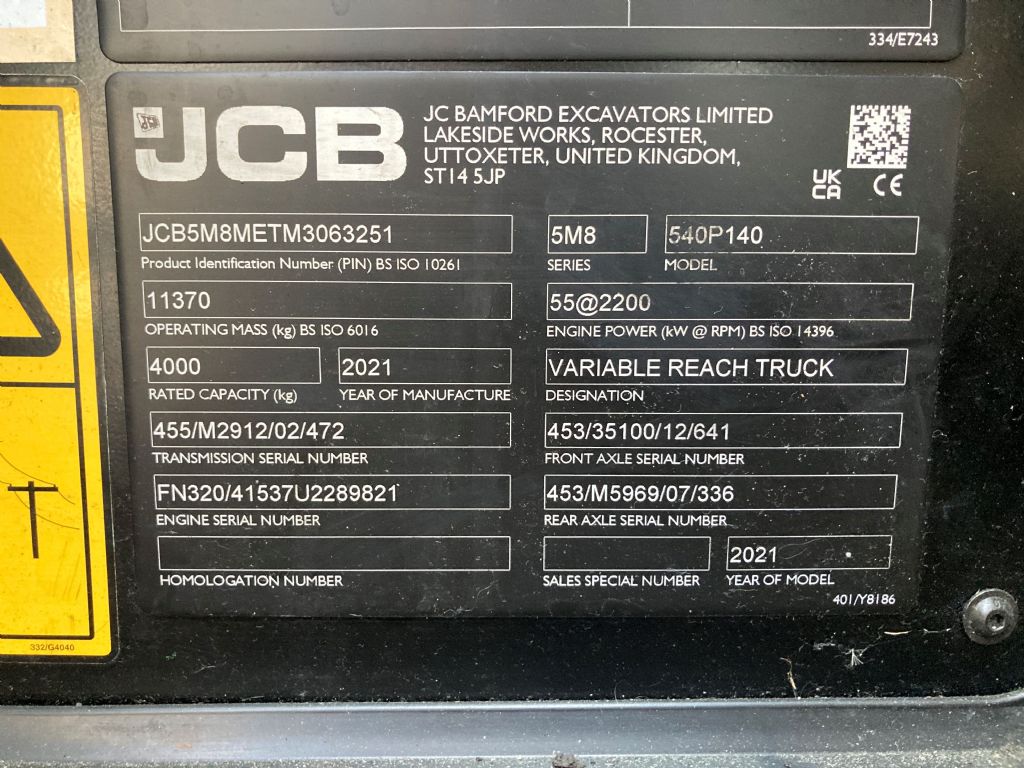 334/E7243
JCB
JC BAMFORD EXCAVATORS LIMITED
LAKESIDE WORKS, ROCESTER,
UTTOXETER, UNITED KINGDOM,
ST14 5JP
UK
CA CE
JCB5M8METM3063251 5M8 540P140
Product Identification Number (PIN) BS ISO 10261 SERIES MODEL
11370 55@2200
OPERATING MASS (kg) BS ISO 6016 ENGINE POWER (kW @ RPM) BS ISO 14396
4000 2021 VARIABLE REACH TRUCK
RATED CAPACITY (kg) YEAR OF MANUFACTURE DESIGNATION
455/M2912/02/472 453/35100/12/641
TRANSMISSION SERIAL NUMBER FRONT AXLE SERIAL NUMBER
FN320/41537U2289821 453/M5969/07/336
ENGINE SERIAL NUMBER REAR AXLE SERIAL NUMBER
2021
HOMOLOGATION NUMBER SALES SPECIAL NUMBER YEAR OF MODEL
401/Y8186
332/G4040